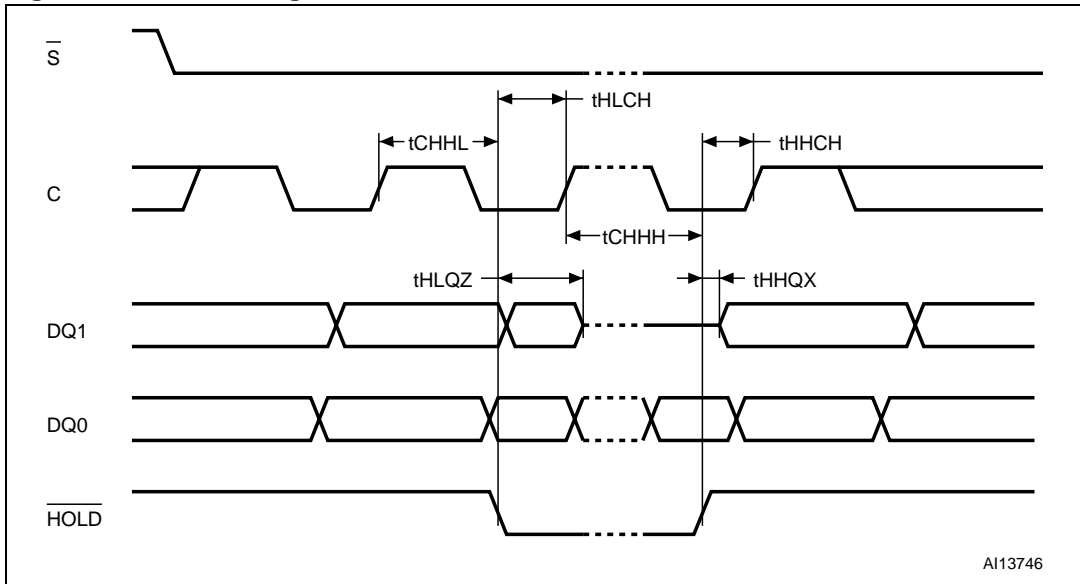 S
tHLCH
tCHHL
tHHCH
C
tCHHH
tHLQZ
tHHQX
DQ1
DQ0
HOLD
AI13746